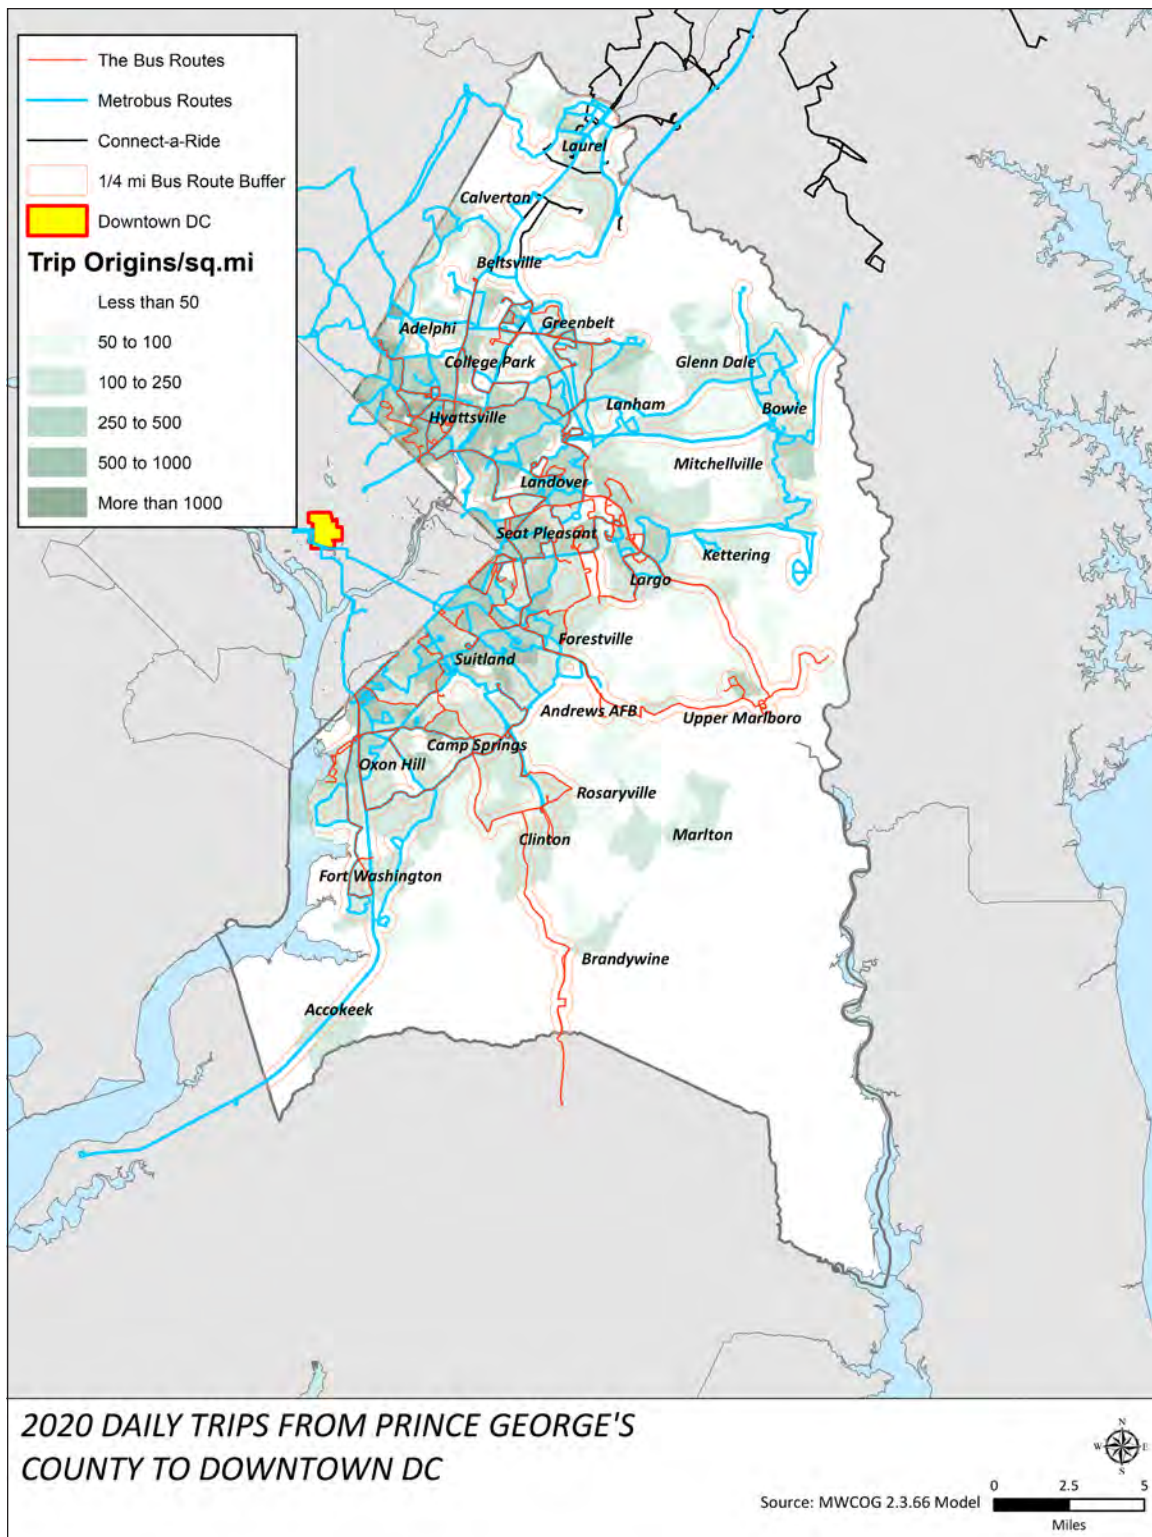 The Bus Routes
Metrobus Routes
Connect-a-Ride
1/4 mi Bus Route Buffer
Downtown DC
Trip Origins/sq.mi
Less than 50
50 to 100
100 to 250
250 to 500
500 to 1000
More than 1000
Laurel
Calverton
Beltsville
Adelphi
Greenbelt
College Park
Glenn Dale
Lanham
Bowie
Hyattsville
Mitchellville
Landover
Seat Pleasant
Kettering
Largo
Forestville
Suitland
Andrews AFB
Upper Marlboro
Camp Springs
Oxon Hill
Rosaryville
Marlton
Clinton
Fort Washington
Brandywine
Accokeek
2020 DAILY TRIPS FROM PRINCE GEORGE'S
COUNTY TO DOWNTOWN DC
N
W E
S
Source: MWCOG 2.3.66 Model
0 2.5 5
Miles